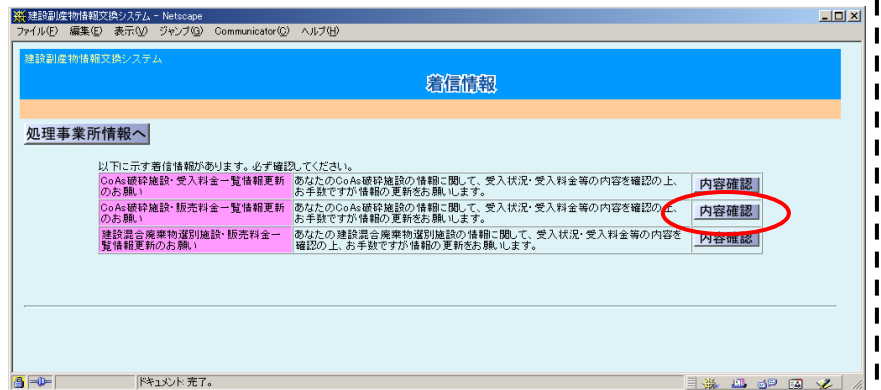 建設副産物情報交換システム - Netscape
ファイル(F) 編集(E) 表示(V) ジャンプ(G) Communicator(C) ヘルプ(H)
建設副産物情報交換システム
着信情報
処理事業所情報へ
以下に示す着信情報があります。必ず確認してください。
CoAs破砕施設・受入料金一覧情報更新
のお願い
あなたのCoAs破砕施設の情報に関して、受入状況・受入料金等の内容を確認の上、
お手数ですが情報の更新をお願いします。
内容確認
CoAs破砕施設・販売料金一覧情報更新
のお願い
あなたのCoAs破砕施設の情報に関して、受入状況・受入料金等の内容を確認の上、
お手数ですが情報の更新をお願いします。
内容確認
建設混合廃棄物選別施設・販売料金一
覧情報更新のお願い
あなたの建設混合廃棄物選別施設の情報に関して、受入状況・受入料金等の内容を
確認の上、お手数ですが情報の更新をお願いします。
内容確認
ドキュメント: 完了。